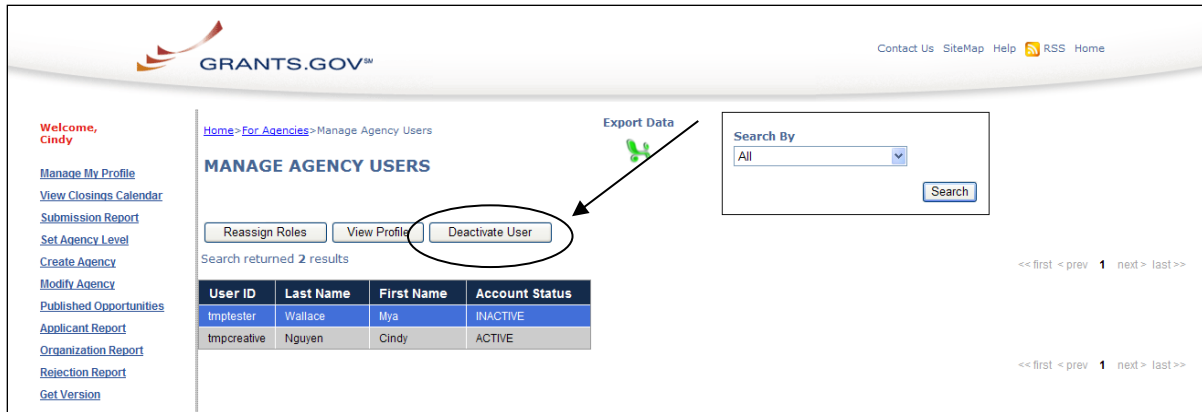 GRANTS.GOV℠
Contact Us SiteMap Help RSS Home
Welcome,
Cindy
Manage My Profile
View Closings Calendar
Submission Report
Set Agency Level
Create Agency
Modify Agency
Published Opportunities
Applicant Report
Organization Report
Rejection Report
Get Version
Home>For Agencies>Manage Agency Users
MANAGE AGENCY USERS
Export Data
Search By
All
Search
Reassign Roles View Profile Deactivate User
Search returned 2 results
<< first < prev 1 next > last >>
User ID Last Name First Name Account Status
tmptester Wallace Mya INACTIVE
tmpcreative Nguyen Cindy ACTIVE
<< first < prev 1 next > last >>